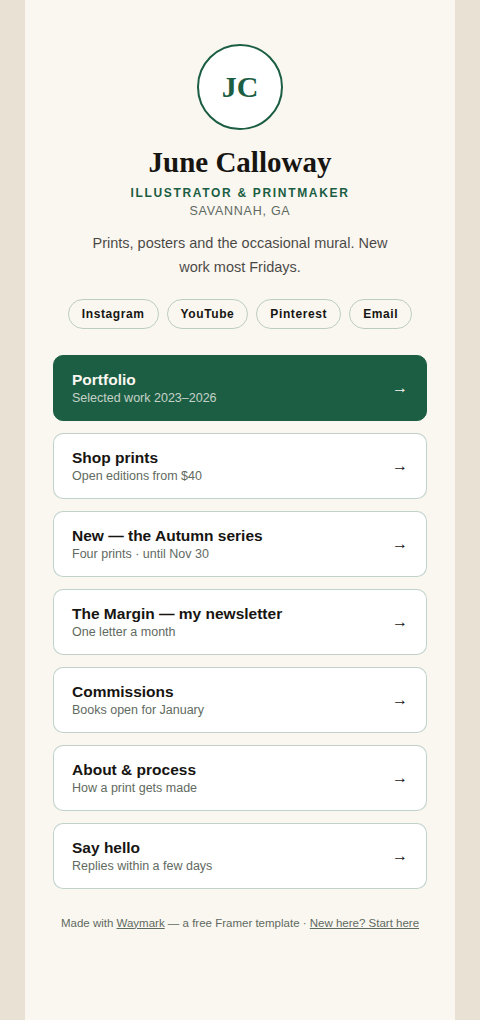 JC
June Calloway
ILLUSTRATOR & PRINTMAKER
SAVANNAH, GA
Prints, posters and the occasional mural. New
work most Fridays.
Instagram YouTube Pinterest Email
Portfolio
Selected work 2023–2026
→
Shop prints
Open editions from $40
→
New — the Autumn series
Four prints · until Nov 30
→
The Margin — my newsletter
One letter a month
→
Commissions
Books open for January
→
About & process
How a print gets made
→
Say hello
Replies within a few days
→
Made with Waymark — a free Framer template · New here? Start here